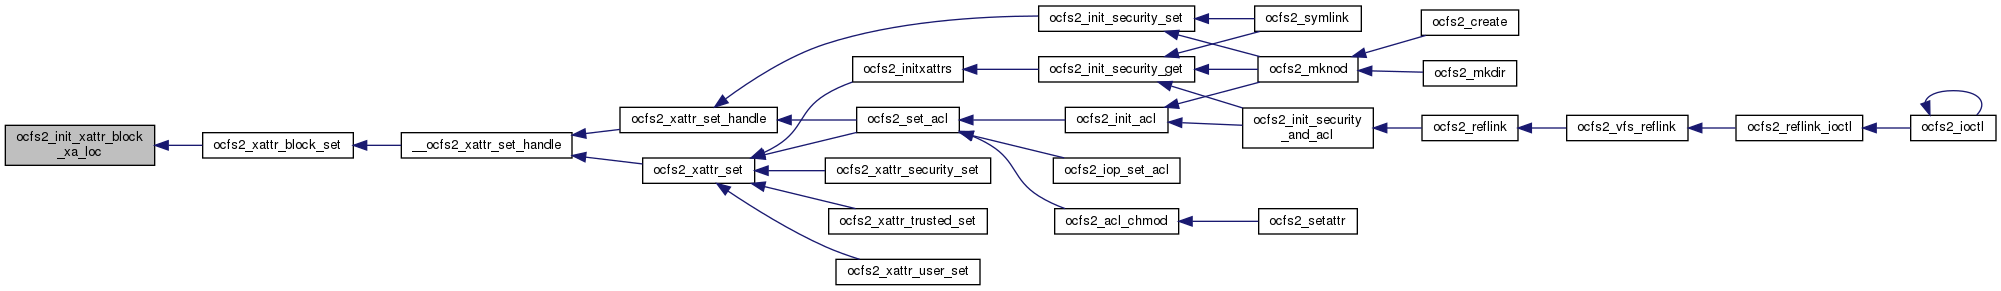 ocfs2_init_xattr_block
_xa_loc
ocfs2_xattr_block_set
__ocfs2_xattr_set_handle
ocfs2_xattr_set_handle
ocfs2_xattr_set
ocfs2_init_security_set
ocfs2_initxattrs
ocfs2_init_security_get
ocfs2_set_acl
ocfs2_xattr_security_set
ocfs2_xattr_trusted_set
ocfs2_xattr_user_set
ocfs2_init_acl
ocfs2_iop_set_acl
ocfs2_acl_chmod
ocfs2_symlink
ocfs2_mknod
ocfs2_init_security
_and_acl
ocfs2_setattr
ocfs2_create
ocfs2_mkdir
ocfs2_reflink
ocfs2_vfs_reflink
ocfs2_reflink_ioctl
ocfs2_ioctl